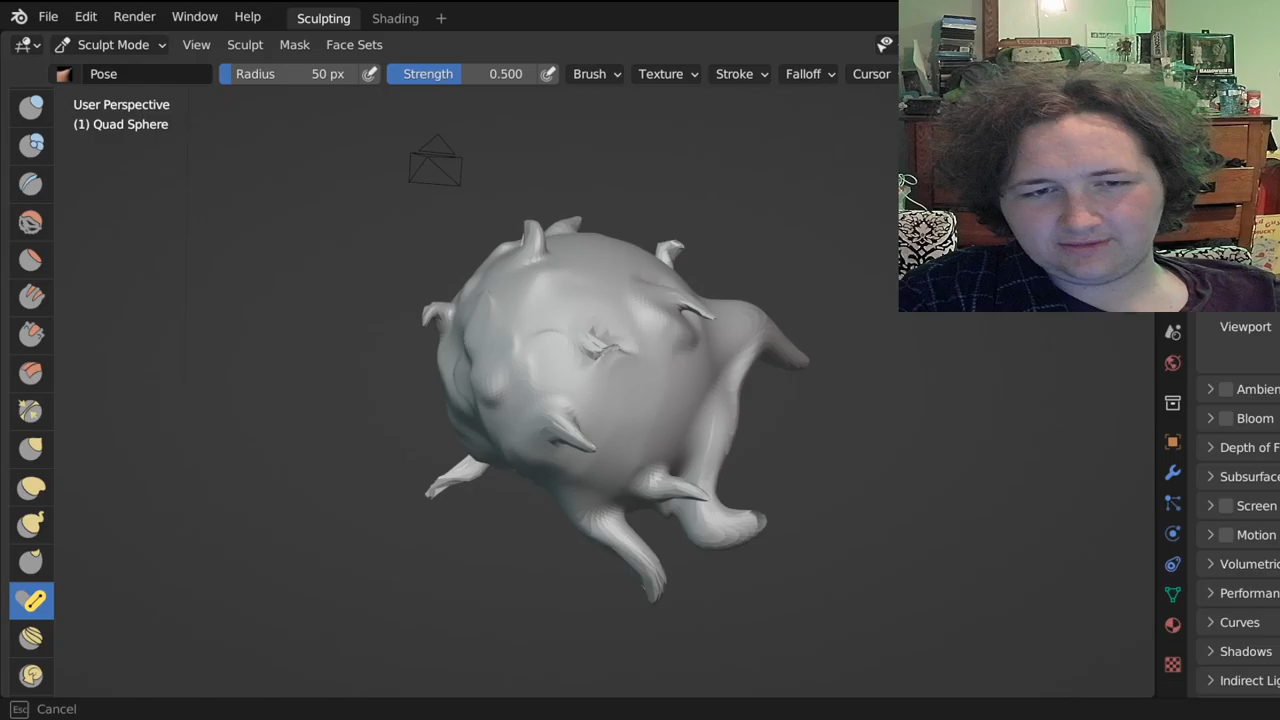 File Edit Render Window Help Sculpting Shading +
Sculpt Mode View Sculpt Mask Face Sets
Pose Radius 50 px Strength 0.500 Brush Texture Stroke Falloff Cursor
User Perspective
(1) Quad Sphere
Viewport
Ambien
Bloom
Depth of F
Subsurface
Screen
Motion
Volumetric
Performan
Curves
Shadows
Indirect Lig
Esc Cancel